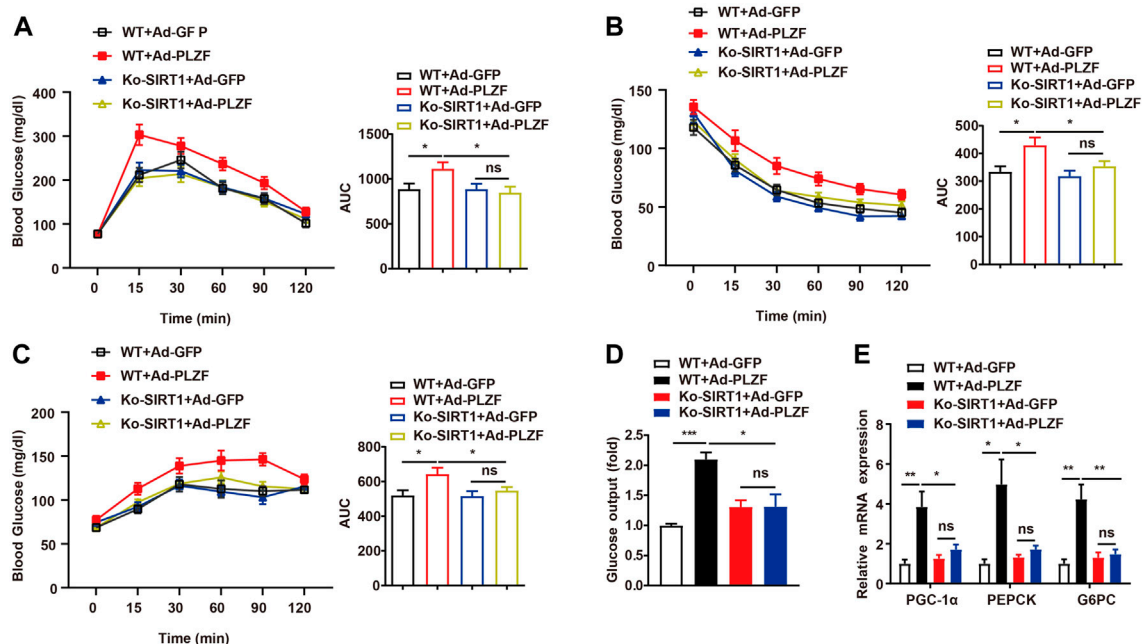 A
WT+Ad-GF P
WT+Ad-PLZF
Ko-SIRT1+Ad-GFP
Ko-SIRT1+Ad-PLZF
Blood Glucose (mg/dl)
400
300
200
100
0
0 15 30 60 90 120
Time (min)
WT+Ad-GFP
WT+Ad-PLZF
Ko-SIRT1+Ad-GFP
Ko-SIRT1+Ad-PLZF
AUC
1500
1000
500
0
* *
ns
B
WT+Ad-GFP
WT+Ad-PLZF
Ko-SIRT1+Ad-GFP
Ko-SIRT1+Ad-PLZF
Blood Glucose (mg/dl)
150
100
50
0
0 15 30 60 90 120
Time (min)
WT+Ad-GFP
WT+Ad-PLZF
Ko-SIRT1+Ad-GFP
Ko-SIRT1+Ad-PLZF
AUC
400
300
400
200
100
0
* *
ns
C
WT+Ad-GFP
WT+Ad-PLZF
Ko-SIRT1+Ad-GFP
Ko-SIRT1+Ad-PLZF
Blood Glucose (mg/dl)
200
150
100
50
0
0 15 30 60 90 120
Time (min)
WT+Ad-GFP
WT+Ad-PLZF
Ko-SIRT1+Ad-GFP
Ko-SIRT1+Ad-PLZF
AUC
800
600
400
200
0
* *
ns
D
WT+Ad-GFP
WT+Ad-PLZF
Ko-SIRT1+Ad-GFP
Ko-SIRT1+Ad-PLZF
Glucose output (fold)
2.5
2.0
1.5
1.0
0.5
0.0
*** *
ns
E
WT+Ad-GFP
WT+Ad-PLZF
Ko-SIRT1+Ad-GFP
Ko-SIRT1+Ad-PLZF
Relative mRNA expression
8
6
4
2
0
** *
ns
* *
ns
** **
ns
PGC-1α PEPCK G6PC